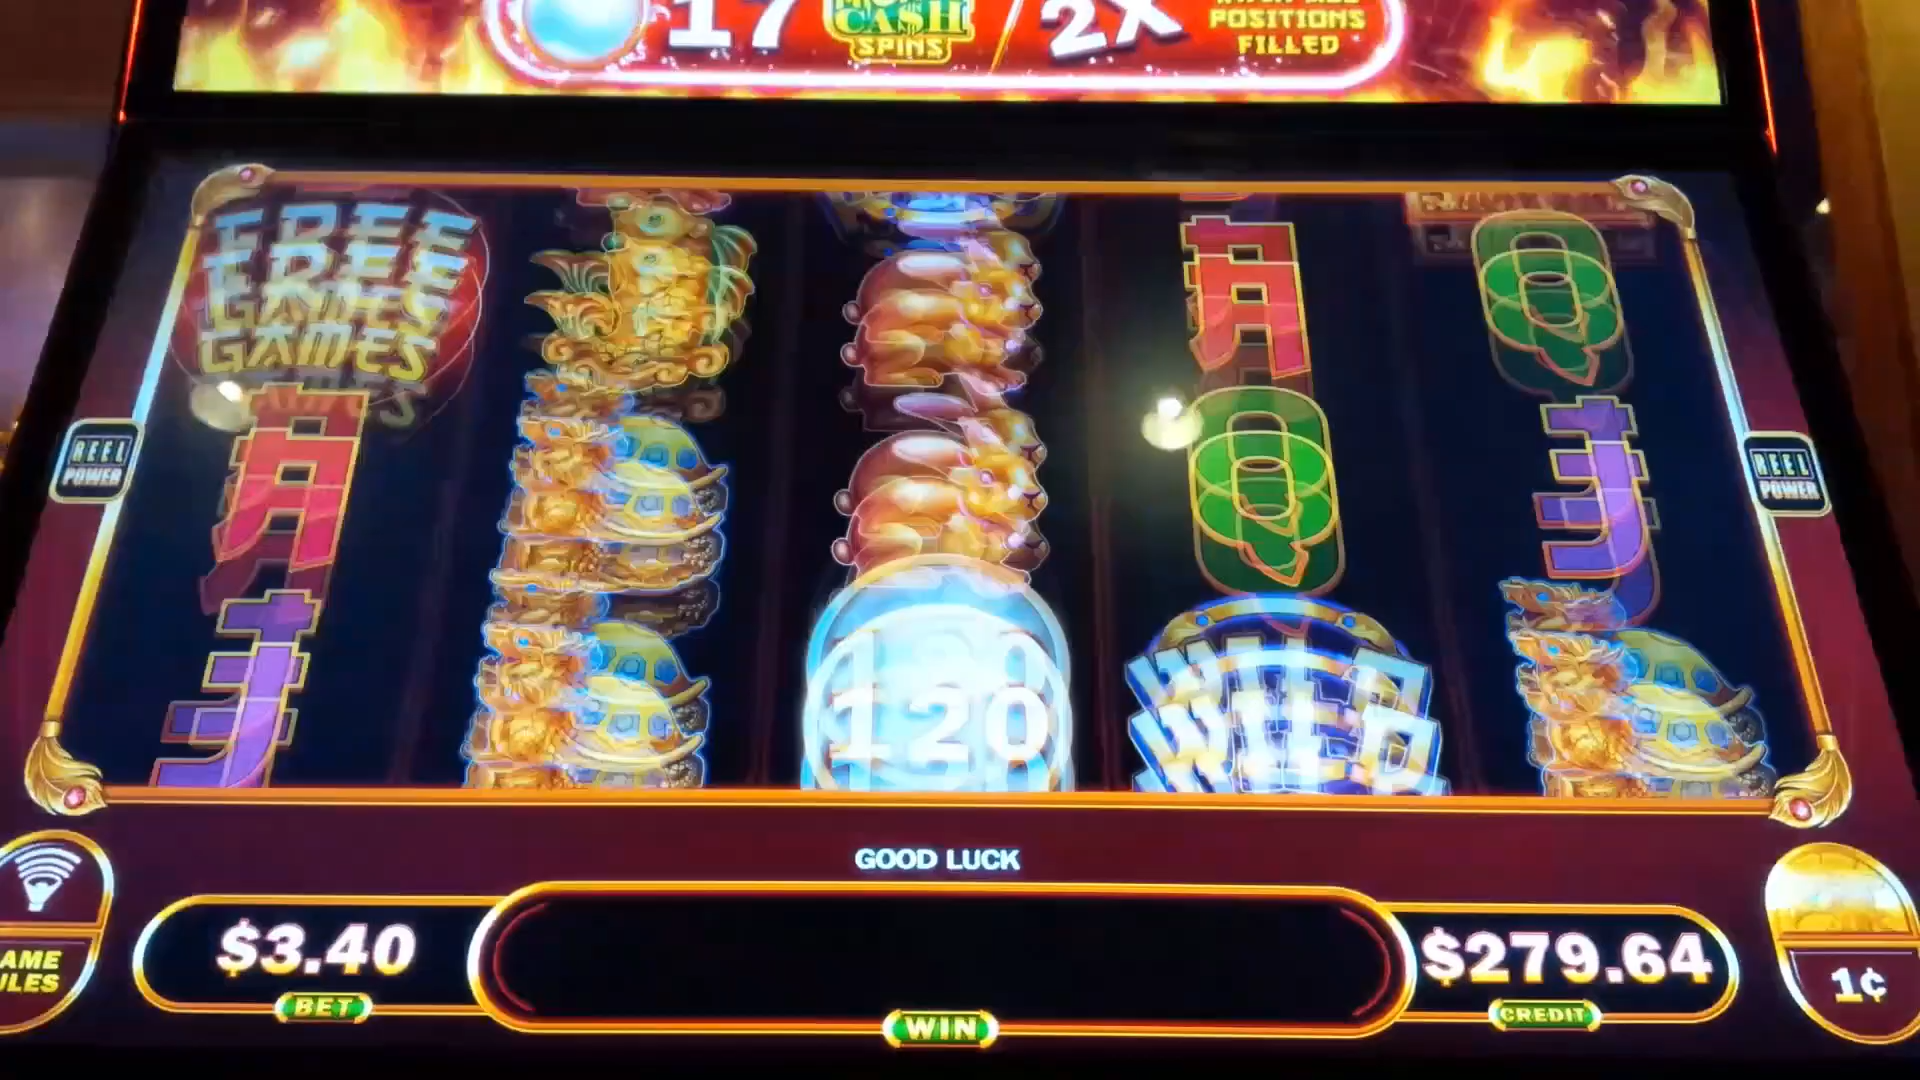 17
CASH
SPINS
2X
POSITIONS
FILLED
FREE
GAMES
A
Q
A
Q
J
J
REEL
POWER
REEL
POWER
120
WILD
GOOD LUCK
$3.40
BET
WIN
$279.64
CREDIT
1¢